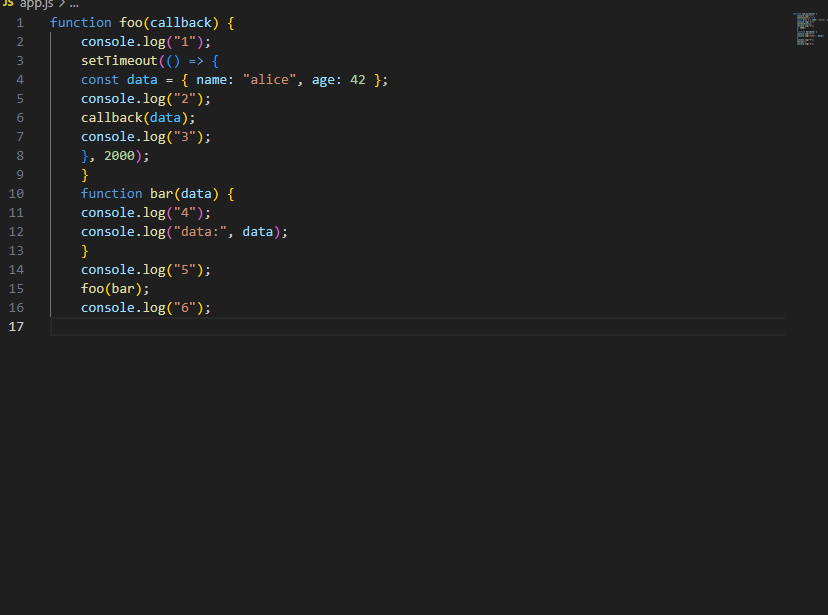 JS app.js > ...
1 function foo(callback) {
2     console.log("1");
3     setTimeout(() => {
4     const data = { name: "alice", age: 42 };
5     console.log("2");
6     callback(data);
7     console.log("3");
8     }, 2000);
9     }
10     function bar(data) {
11     console.log("4");
12     console.log("data:", data);
13     }
14     console.log("5");
15     foo(bar);
16     console.log("6");
17